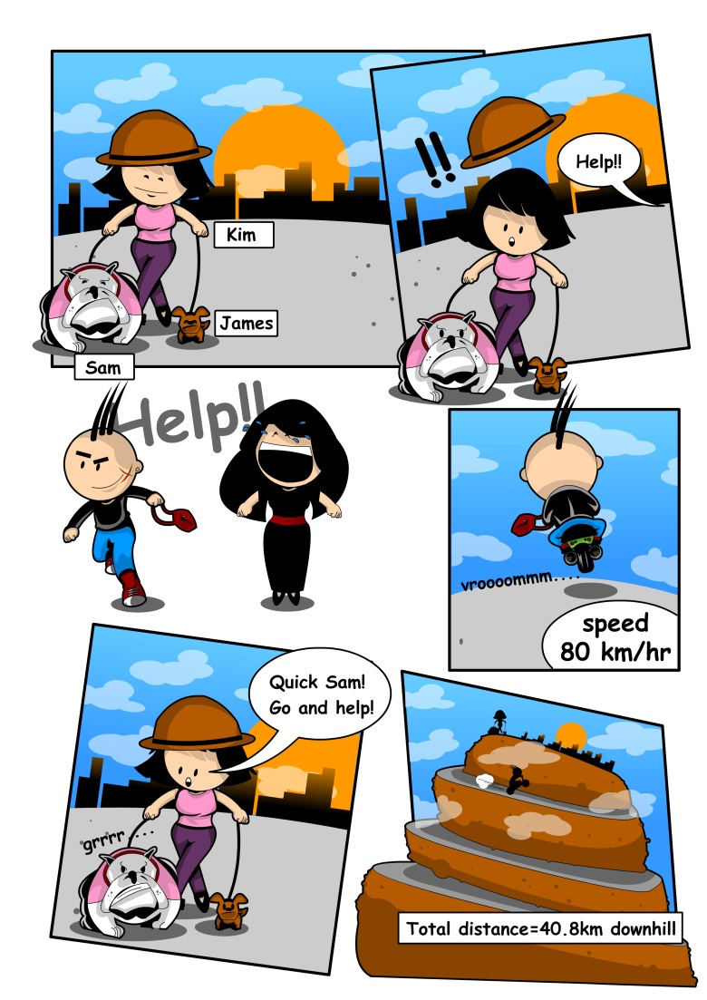 Kim
James
Sam
!!
Help!!
Help!!
vroooommm....
speed
80 km/hr
Quick Sam!
Go and help!
grrrr....
Total distance=40.8km downhill